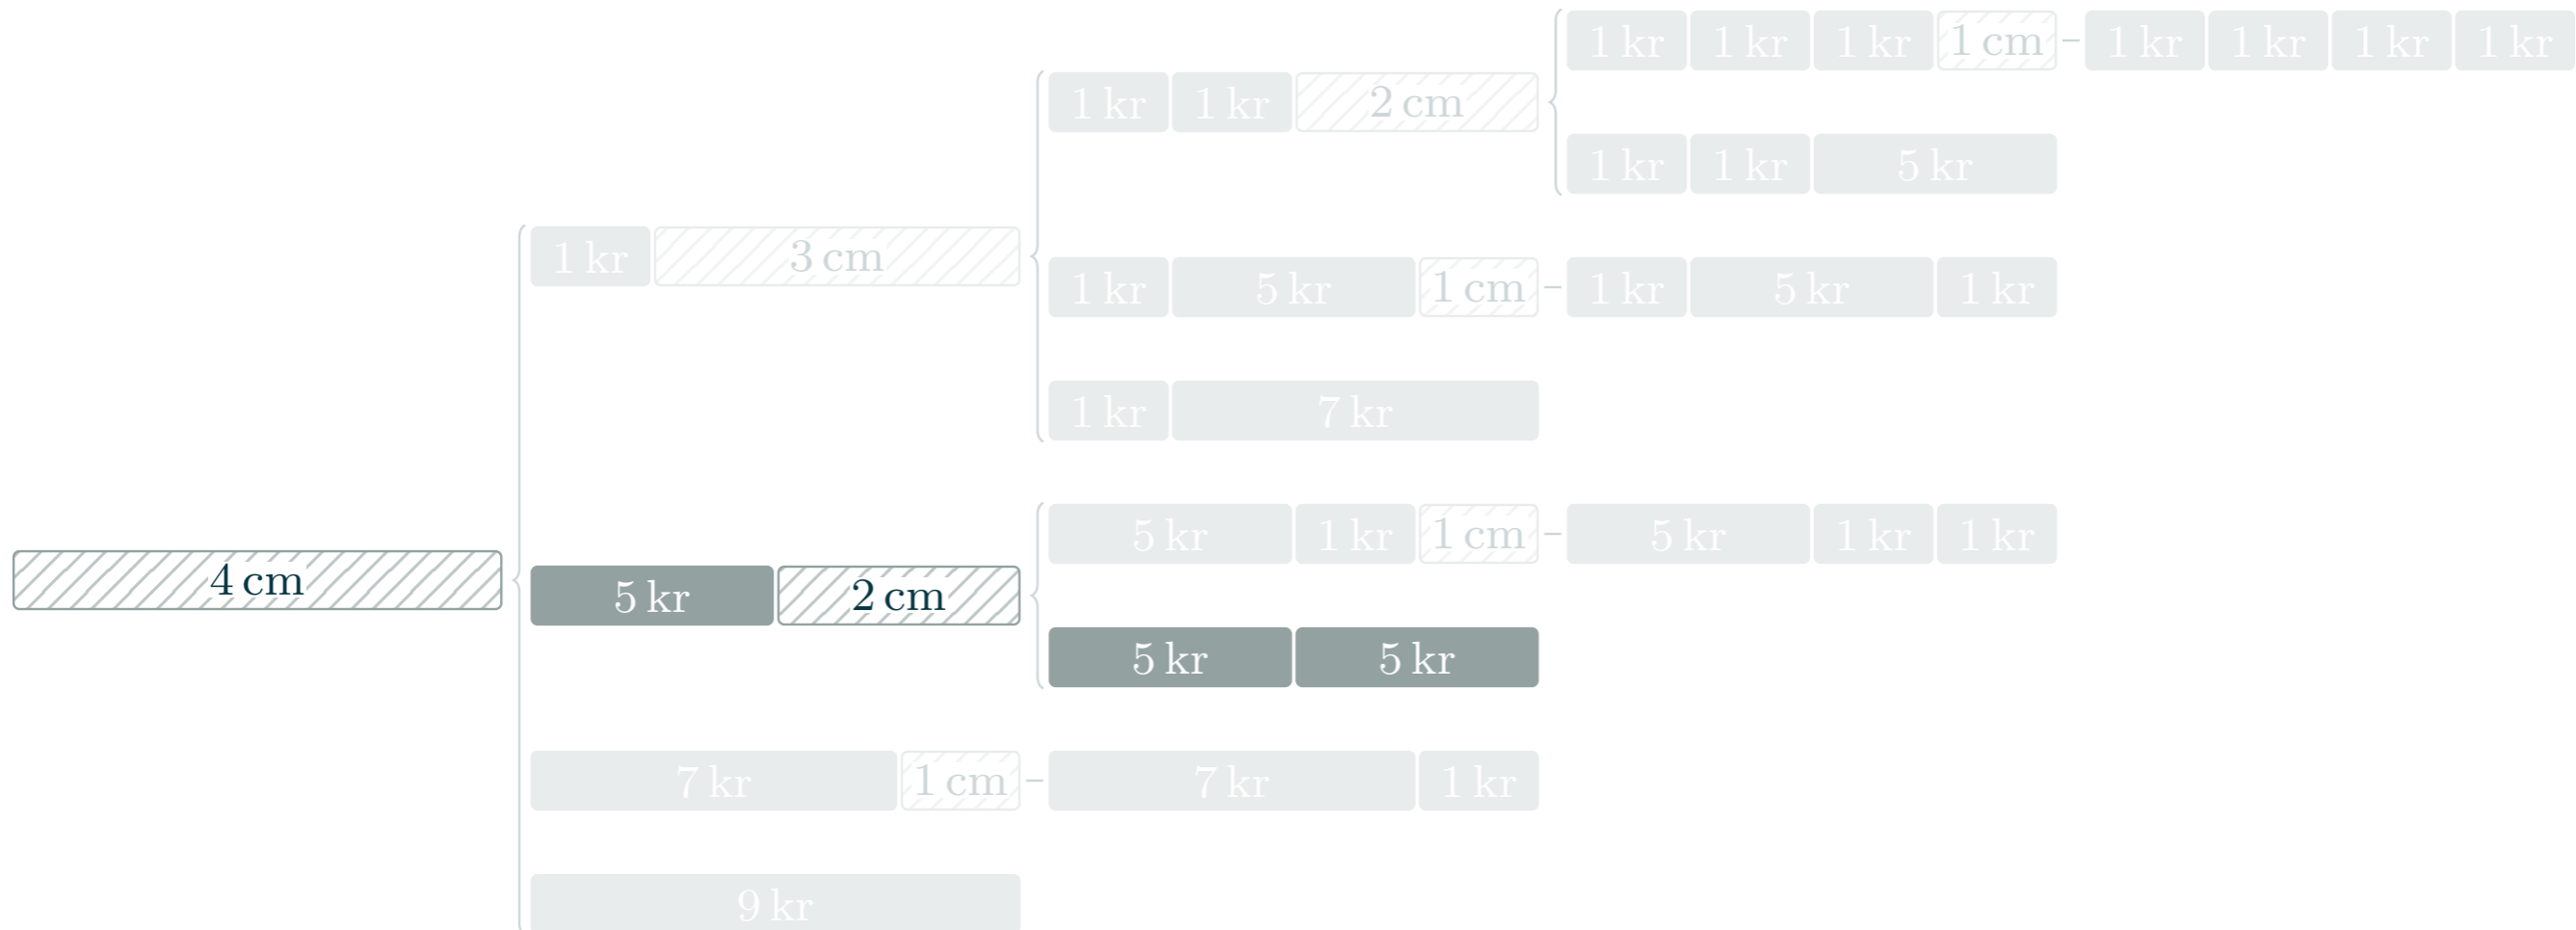 1 kr 1 kr 1 kr 1 cm 1 kr 1 kr 1 kr 1 kr
1 kr 1 kr 2 cm
1 kr 1 kr 5 kr
1 kr 3 cm
1 kr 5 kr 1 cm 1 kr 5 kr 1 kr
1 kr 7 kr
5 kr 1 kr 1 cm 5 kr 1 kr 1 kr
4 cm
5 kr 2 cm
5 kr 5 kr
7 kr 1 cm 7 kr 1 kr
9 kr